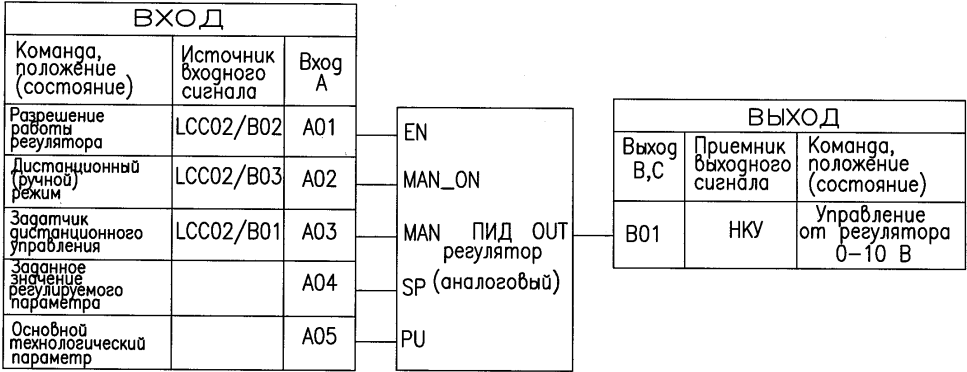 ВХОД
Команда,
положение
(состояние)
Источник
входного
сигнала
Вход
А
Разрешение
работы
регулятора
LCC02/B02
A01
Дистанционный
(ручной)
режим
LCC02/B03
A02
Задатчик
дистанционного
управления
LCC02/B01
A03
Заданное
значение
регулируемого
параметра
A04
Основной
технологический
параметр
A05
EN
MAN_ON
MAN ПИД OUT
регулятор
SP (аналоговый)
PU
ВЫХОД
Выход
В,С
Приемник
выходного
сигнала
Команда,
положение
(состояние)
B01
НКУ
Управление
от регулятора
0-10 В